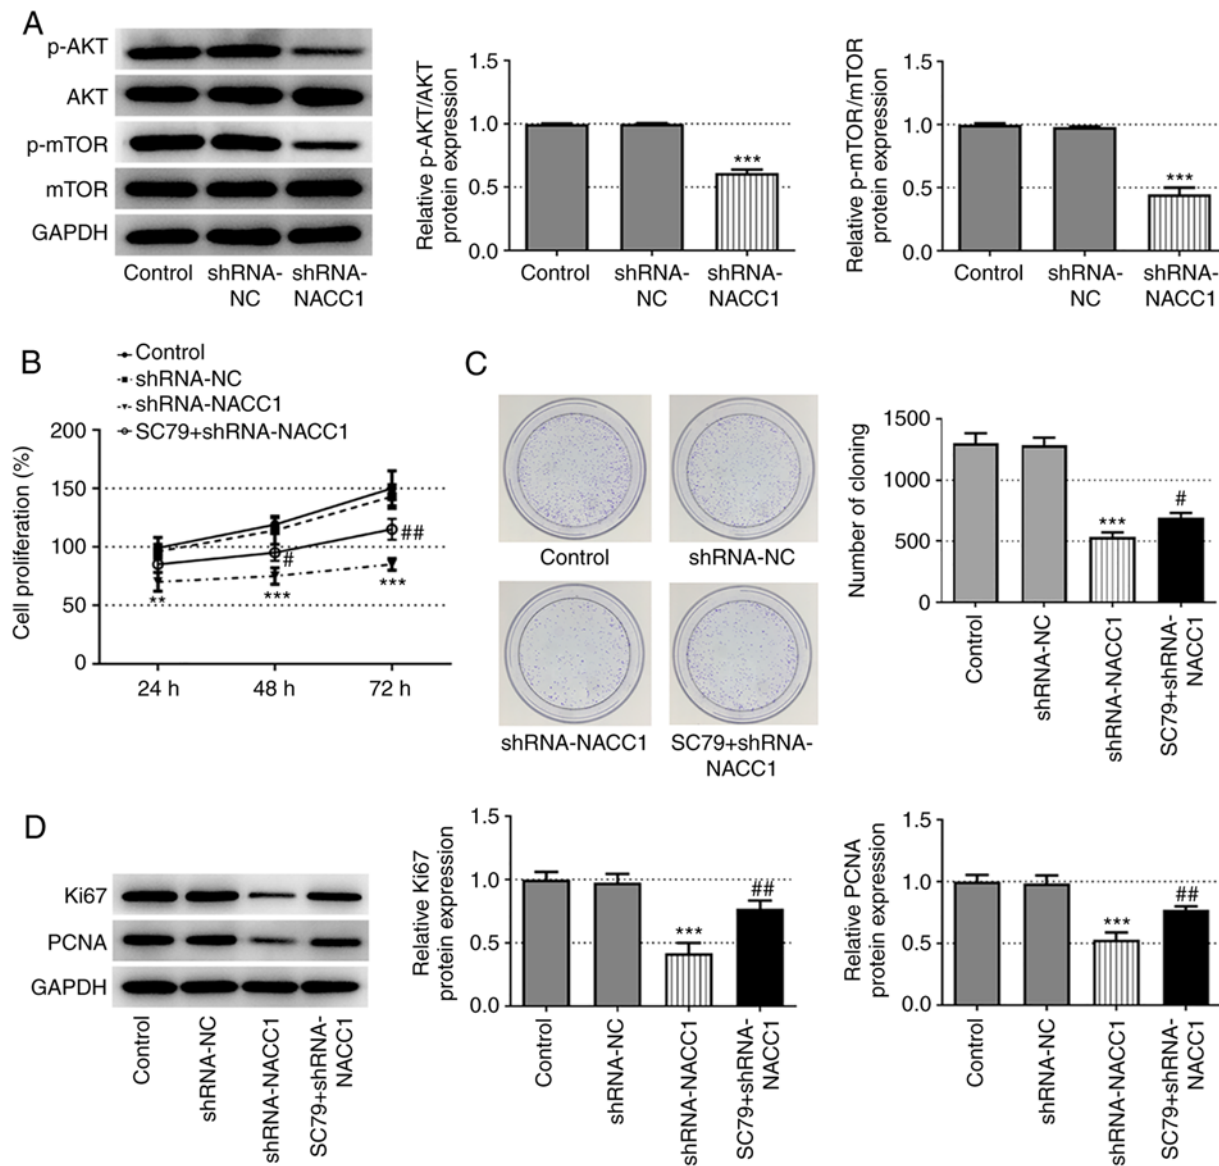 A
p-AKT
AKT
p-mTOR
mTOR
GAPDH
Control
shRNA-
NC
shRNA-
NACC1
Relative p-AKT/AKT
protein expression
1.5
1.0
0.5
0.0
***
Control
shRNA-
NC
shRNA-
NACC1
Relative p-mTOR/mTOR
protein expression
1.5
1.0
0.5
0.0
***
Control
shRNA-
NC
shRNA-
NACC1
B
Control
shRNA-NC
shRNA-NACC1
SC79+shRNA-NACC1
Cell proliferation (%)
200
150
100
50
0
**
#
***
##
***
24 h
48 h
72 h
C
Control
shRNA-NC
shRNA-NACC1
SC79+shRNA-
NACC1
Number of cloning
1500
1000
500
0
***
#
Control
shRNA-NC
shRNA-NACC1
SC79+shRNA-
NACC1
D
Ki67
PCNA
GAPDH
Control
shRNA-NC
shRNA-NACC1
SC79+shRNA-
NACC1
Relative Ki67
protein expression
1.5
1.0
0.5
0.0
***
##
Control
shRNA-NC
shRNA-NACC1
SC79+shRNA-
NACC1
Relative PCNA
protein expression
1.5
1.0
0.5
0.0
***
##
Control
shRNA-NC
shRNA-NACC1
SC79+shRNA-
NACC1